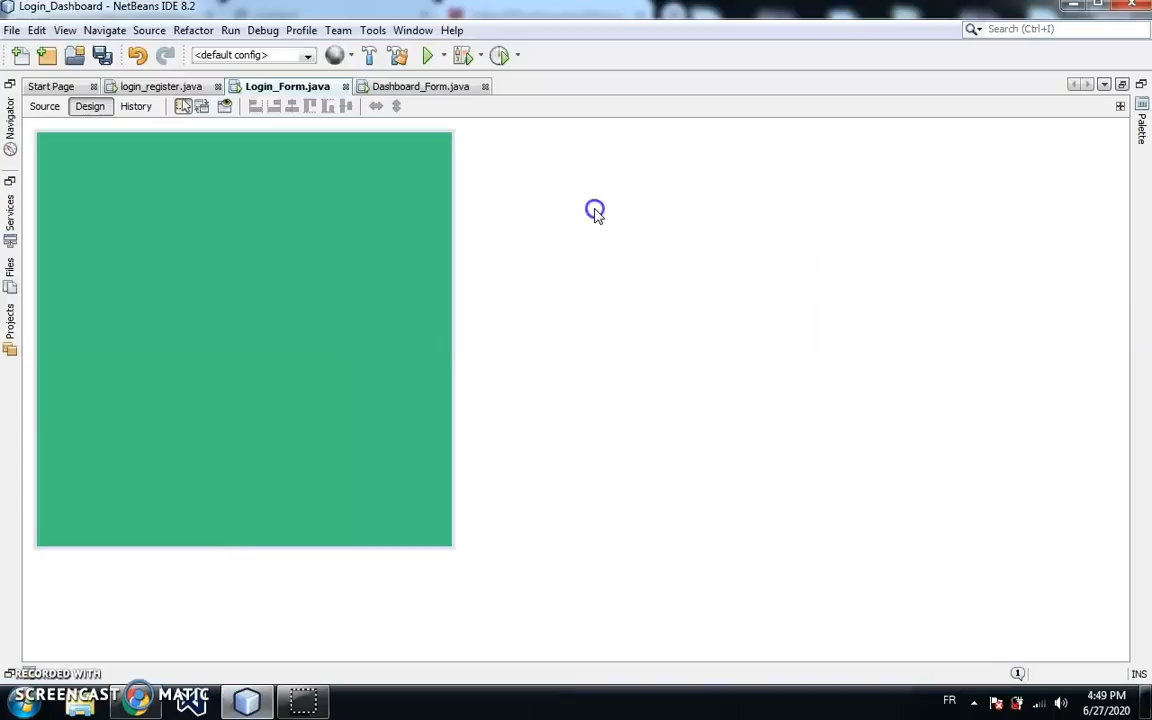 Login_Dashboard - NetBeans IDE 8.2
File Edit View Navigate Source Refactor Run Debug Profile Team Tools Window Help
Search (Ctrl+I)
<default config>
Start Page login_register.java Login_Form.java Dashboard_Form.java
Source Design History
Navigator
Services
Files
Projects
Palette
1 INS
RECORDED WITH
SCREENCAST MATIC
FR
4:49 PM
6/27/2020